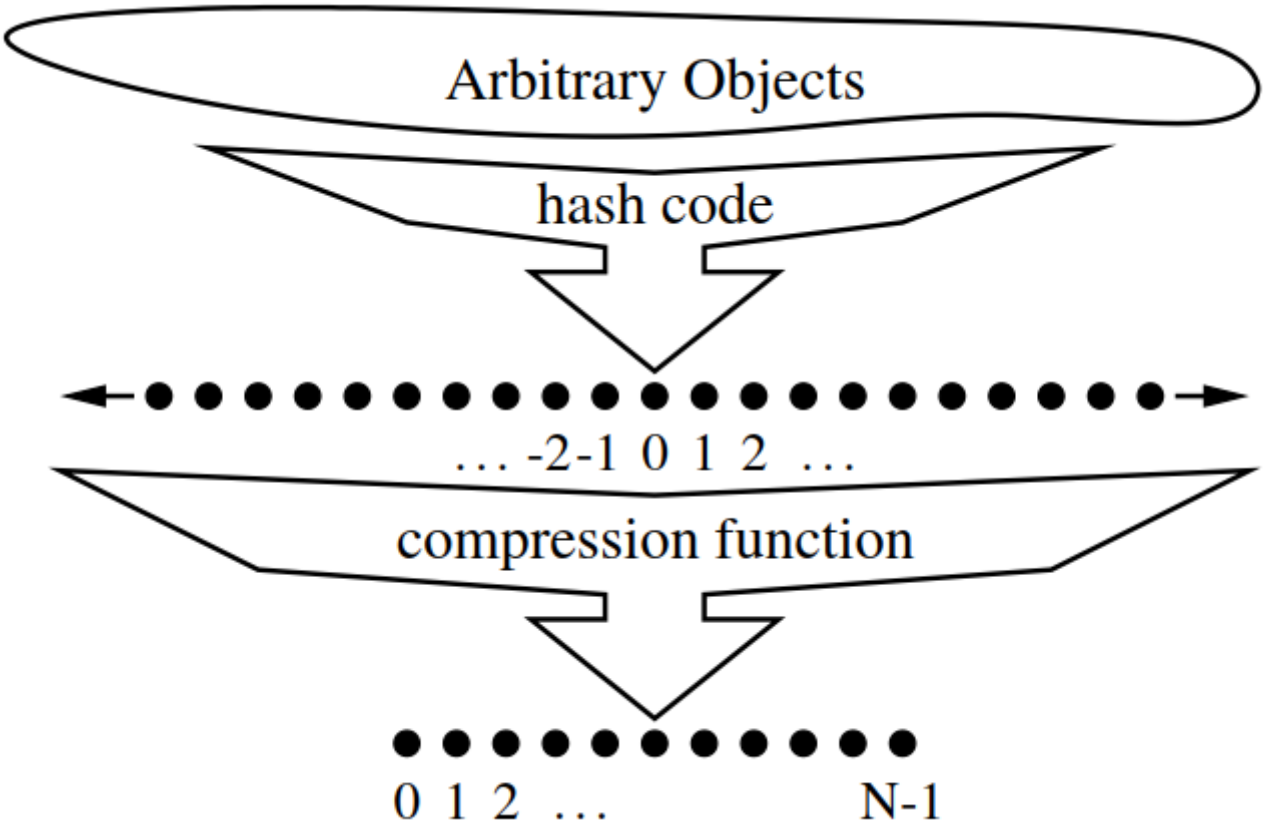 Arbitrary Objects
hash code
... -2 -1 0 1 2 ...
compression function
0 1 2 ... N-1